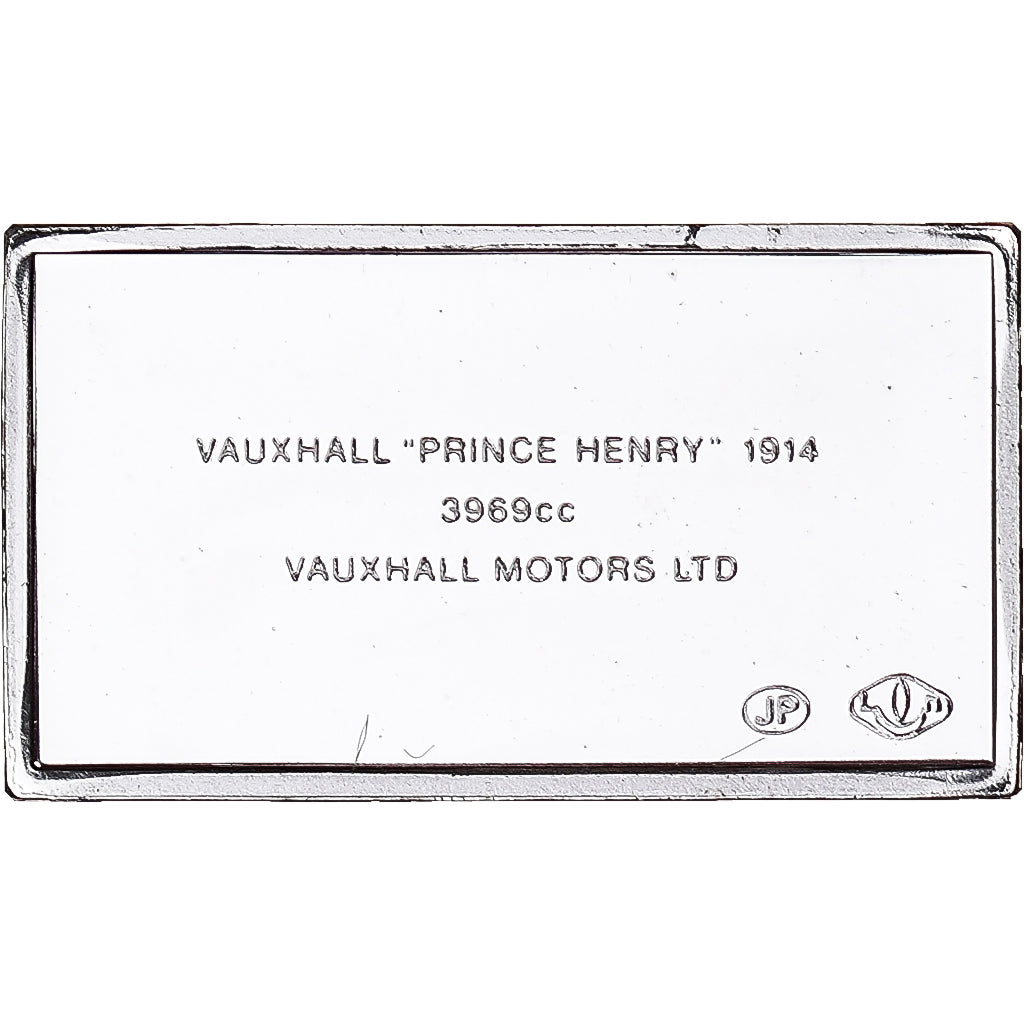 VAUXHALL "PRINCE HENRY" 1914
3969cc
VAUXHALL MOTORS LTD
JP